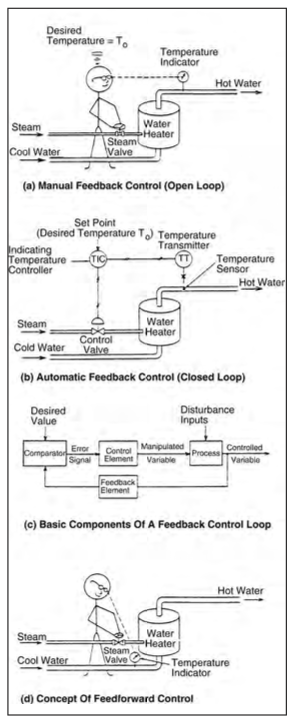 Desired
Temperature = To
Temperature
Indicator
Hot Water
Steam
Water
Heater
Steam
Valve
Cool Water
(a) Manual Feedback Control (Open Loop)
Set Point
(Desired Temperature To)
Temperature
Transmitter
Indicating
Temperature
Controller
TIC
TT
Temperature
Sensor
Hot Water
Steam
Water
Heater
Cold Water
Control
Valve
(b) Automatic Feedback Control (Closed Loop)
Desired
Value
Disturbance
Inputs
Comparator
Error
Signal
Control
Element
Manipulated
Variable
Process
Controlled
Variable
Feedback
Element
(c) Basic Components Of A Feedback Control Loop
Hot Water
Steam
Water
Heater
Steam
Valve
Cool Water
Temperature
Indicator
(d) Concept Of Feedforward Control